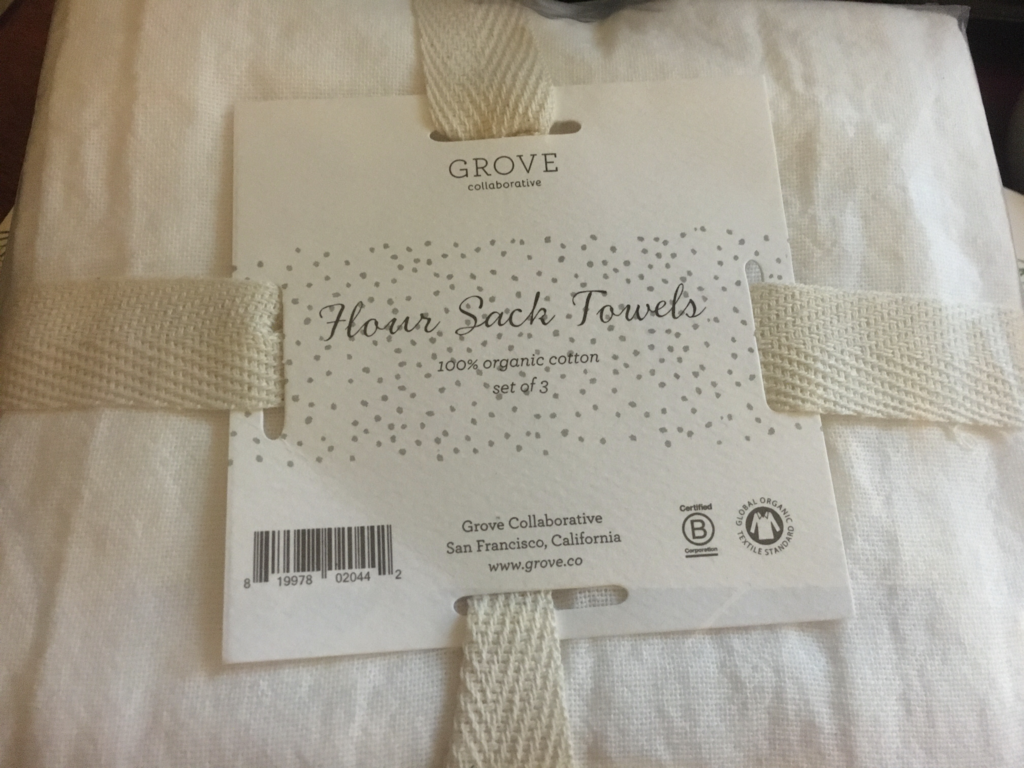 GROVE
collaborative
Flour Sack Towels
100% organic cotton
set of 3
Grove Collaborative
San Francisco, California
www.grove.co
8 19978 02044 2
Certified
B
Corporation
GLOBAL ORGANIC TEXTILE STANDARD